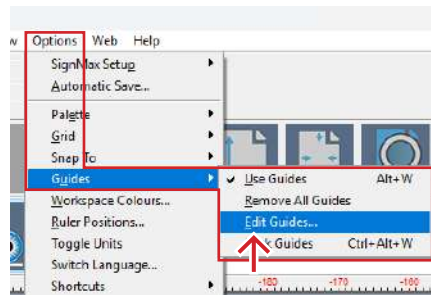 Options Web Help
SignMax Setup
Automatic Save...
Palette
Grid
Snap To
Guides
Workspace Colours...
Ruler Positions...
Toggle Units
Switch Language...
Shortcuts
Use Guides Alt+W
Remove All Guides
Edit Guides...
Guides Ctrl+Alt+W
-180 -170 -160